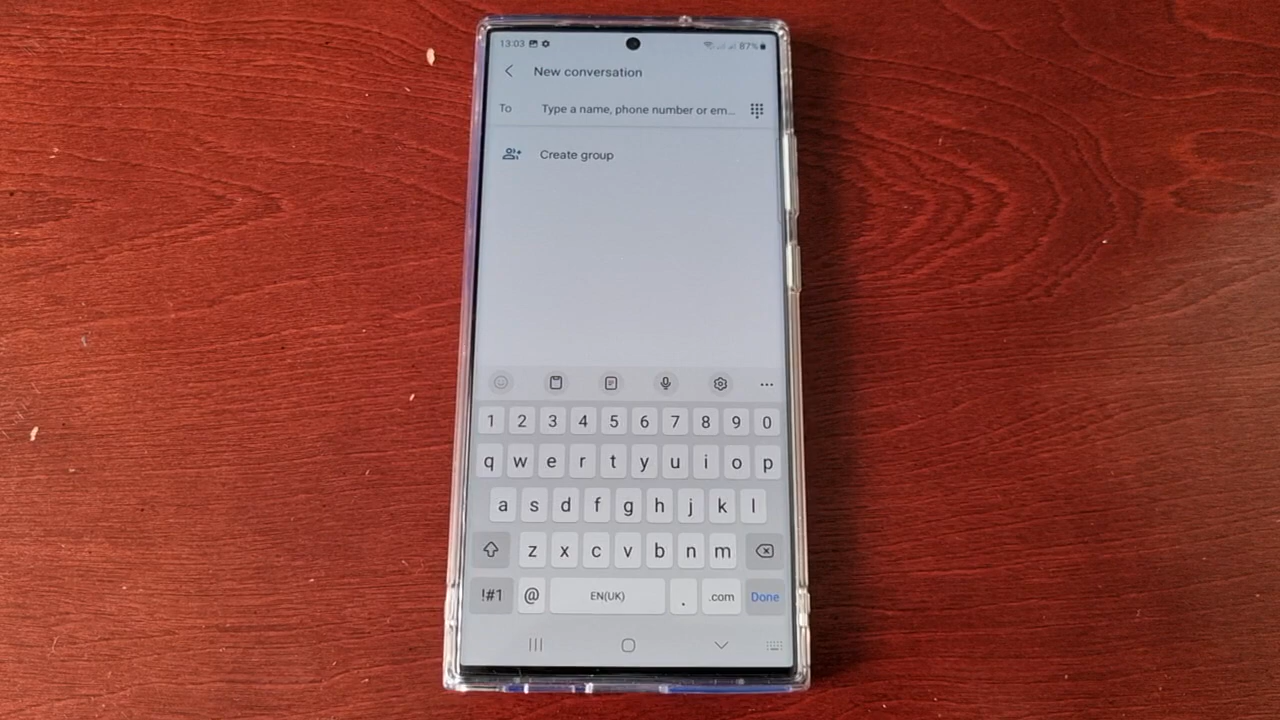 13:03 87%
New conversation
To Type a name, phone number or em...
Create group
1 2 3 4 5 6 7 8 9 0
q w e r t y u i o p
a s d f g h j k l
z x c v b n m
!#1 @ EN(UK) . .com Done